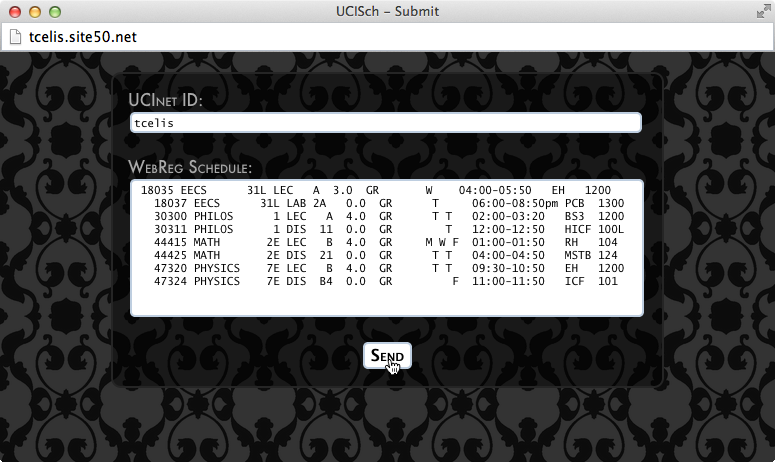 UCISch – Submit
tcelis.site50.net
UCInet ID:
tcelis
WebReg Schedule:
18035 EECS 31L LEC A 3.0 GR W 04:00-05:50 EH 1200
18037 EECS 31L LAB 2A 0.0 GR T 06:00-08:50pm PCB 1300
30300 PHILOS 1 LEC A 4.0 GR T T 02:00-03:20 BS3 1200
30311 PHILOS 1 DIS 11 0.0 GR T 12:00-12:50 HICF 100L
44415 MATH 2E LEC B 4.0 GR M W F 01:00-01:50 RH 104
44425 MATH 2E DIS 21 0.0 GR T T 04:00-04:50 MSTB 124
47320 PHYSICS 7E LEC B 4.0 GR T T 09:30-10:50 EH 1200
47324 PHYSICS 7E DIS B4 0.0 GR F 11:00-11:50 ICF 101
Send